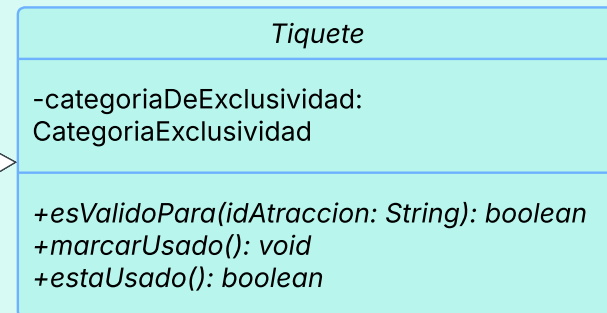 Tiquete
-categoriaDeExclusividad:
CategoriaExclusividad
+esValidoPara(idAtraccion: String): boolean
+marcarUsado(): void
+estaUsado(): boolean